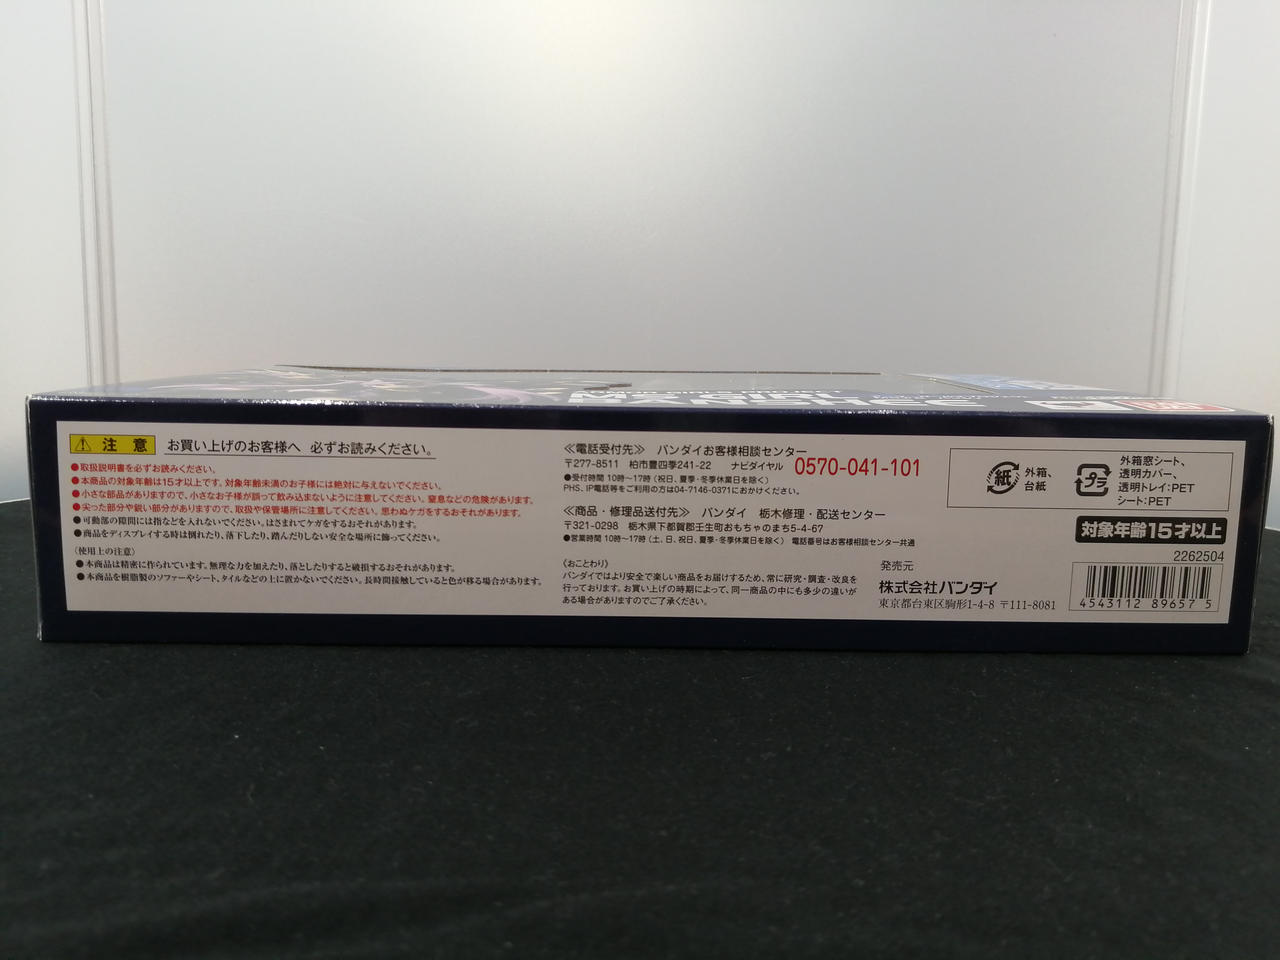 注意 お買い上げのお客様へ 必ずお読みください。
●取扱説明書を必ずお読みください。
●本商品の対象年齢は15才以上です。対象年齢未満のお子様には絶対に与えないでください。
●小さな部品がありますので、小さなお子様が誤って飲み込まないように注意してください。窒息などの危険があります。
●尖った部分や鋭い部分がありますので、取扱や保管場所に注意してください。思わぬケガをするおそれがあります。
●可動部の隙間には指などを入れないでください。はさまれてケガをするおそれがあります。
●商品をディスプレイする時は倒れたり、落下したり、踏んだりしない安全な場所に飾ってください。
〈使用上の注意〉
●本商品は精密に作られています。無理な力を加えたり、落としたりすると破損するおそれがあります。
●本商品を樹脂製のソファーやシート、タイルなどの上に置かないでください。長時間接触していると色が移る場合があります。
≪電話受付先≫ バンダイお客様相談センター
〒277-8511 柏市豊四季241-22 ナビダイヤル 0570-041-101
●受付時間 10時～17時(祝日、夏季・冬季休業日を除く)
PHS、IP電話等をご利用の方は04-7146-0371におかけください。
≪商品・修理品送付先≫ バンダイ 栃木修理・配送センター
〒321-0298 栃木県下都賀郡壬生町おもちゃのまち5-4-67
●営業時間 10時～17時(土、日、祝日、夏季・冬季休業日を除く) 電話番号はお客様相談センター共通
〈おことわり〉
バンダイではより安全で楽しい商品をお届けするため、常に研究・調査・改良を
行っております。お買い上げの時期によって、同一商品の中にも多少の違いが
ある場合がありますのでご了承ください。
発売元
株式会社バンダイ
東京都台東区駒形1-4-8 〒111-8081
紙 外箱、
台紙
プラ 外箱窓シート、
透明カバー、
透明トレイ:PET
シート:PET
対象年齢15才以上
2262504
4543112 89657 5